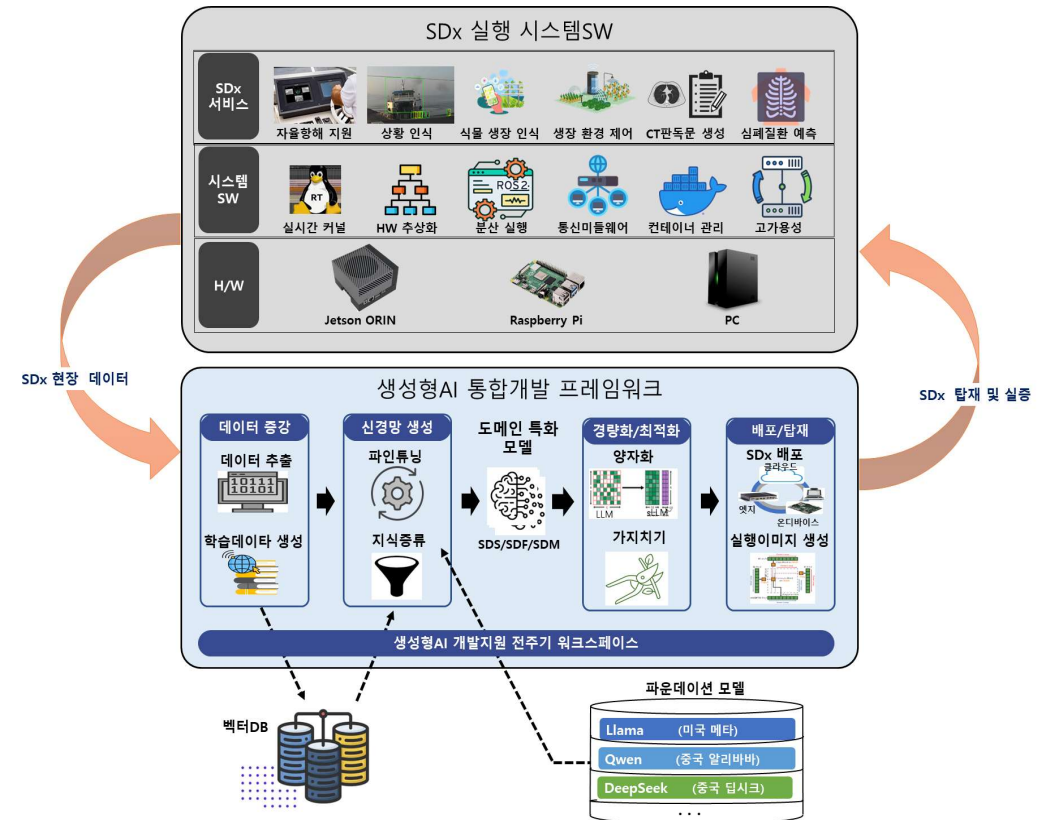 SDx 실행 시스템SW
SDx
서비스
자율항해 지원
상황 인식
식물 생장 인식
생장 환경 제어
CT판독문 생성
심폐질환 예측
시스템
SW
RT
ROS 2
실시간 커널
HW 추상화
분산 실행
통신미들웨어
컨테이너 관리
고가용성
H/W
Jetson ORIN
Raspberry Pi
PC
SDx 현장 데이터
SDx 탑재 및 실증
생성형AI 통합개발 프레임워크
데이터 증강
데이터 추출
10111
10101
학습데이타 생성
신경망 생성
파인튜닝
지식증류
도메인 특화
모델
SDS/SDF/SDM
경량화/최적화
양자화
LLM
sLLM
가지치기
배포/탑재
SDx 배포
클라우드
엣지
온디바이스
실행이미지 생성
생성형AI 개발지원 전주기 워크스페이스
벡터DB
파운데이션 모델
Llama (미국 메타)
Qwen (중국 알리바바)
DeepSeek (중국 딥시크)
...